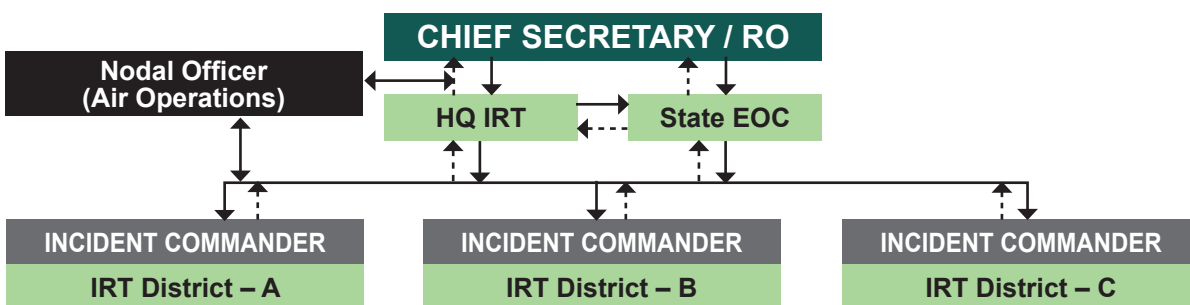 CHIEF SECRETARY / RO
Nodal Officer
(Air Operations)
HQ IRT
State EOC
INCIDENT COMMANDER
IRT District – A
INCIDENT COMMANDER
IRT District – B
INCIDENT COMMANDER
IRT District – C